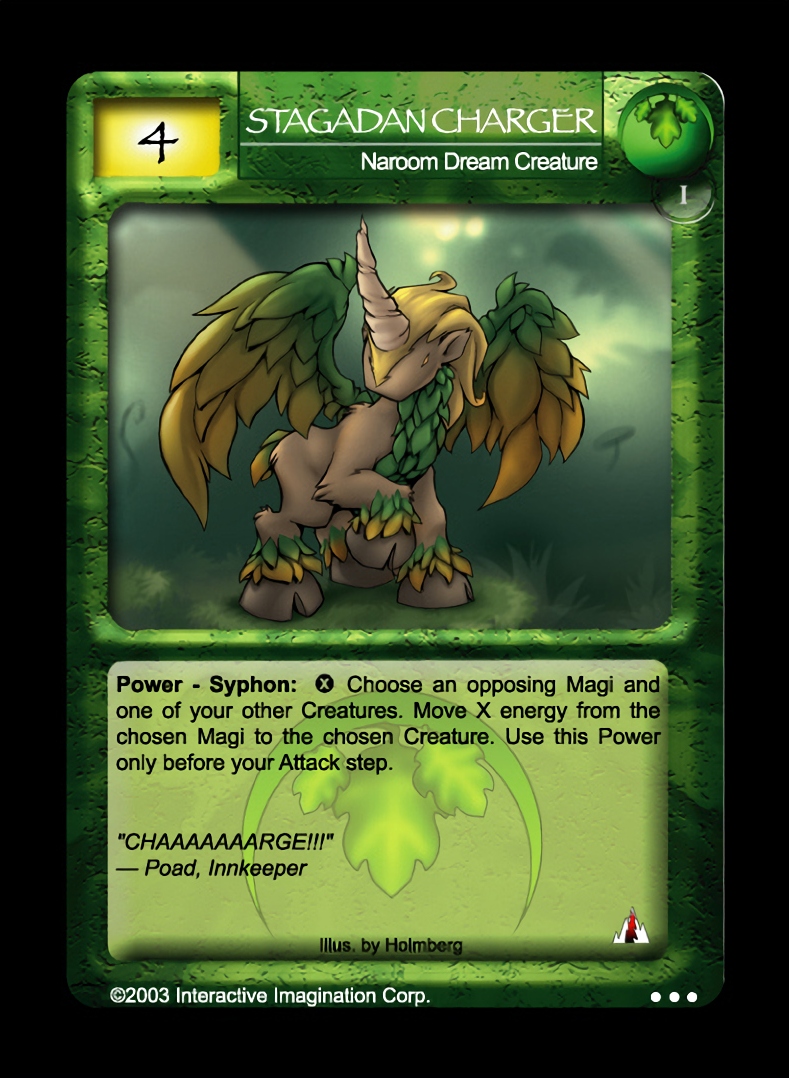 4
STAGADAN CHARGER
Naroom Dream Creature
I
Power - Syphon: X Choose an opposing Magi and
one of your other Creatures. Move X energy from the
chosen Magi to the chosen Creature. Use this Power
only before your Attack step.
"CHAAAAAAARGE!!!"
— Poad, Innkeeper
Illus. by Holmberg
©2003 Interactive Imagination Corp.